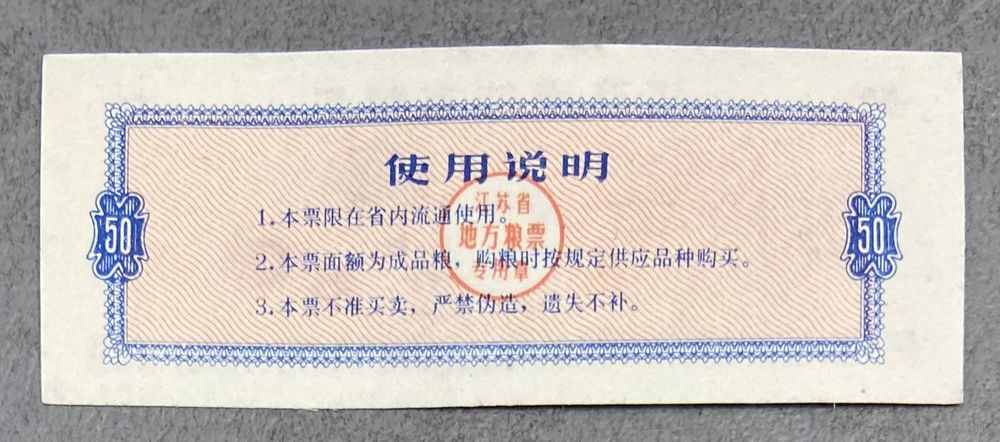 使用说明
1.本票限在省内流通使用。
2.本票面额为成品粮，购粮时按规定供应品种购买。
3.本票不准买卖，严禁伪造，遗失不补。
江苏省
地方粮票
专用章
50
50